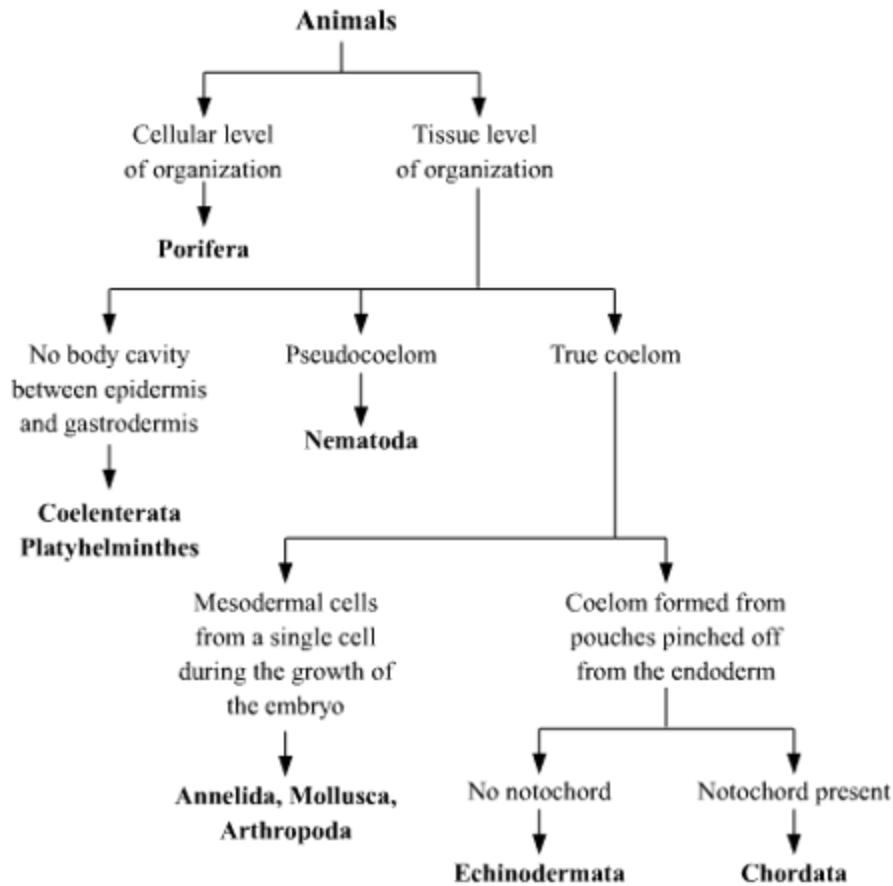 Animals
Cellular level
of organization
Tissue level
of organization
Porifera
No body cavity
between epidermis
and gastrodermis
Pseudocoelom
True coelom
Nematoda
Coelenterata
Platyhelminthes
Mesodermal cells
from a single cell
during the growth of
the embryo
Coelom formed from
pouches pinched off
from the endoderm
Annelida, Mollusca,
Arthropoda
No notochord
Notochord present
Echinodermata
Chordata